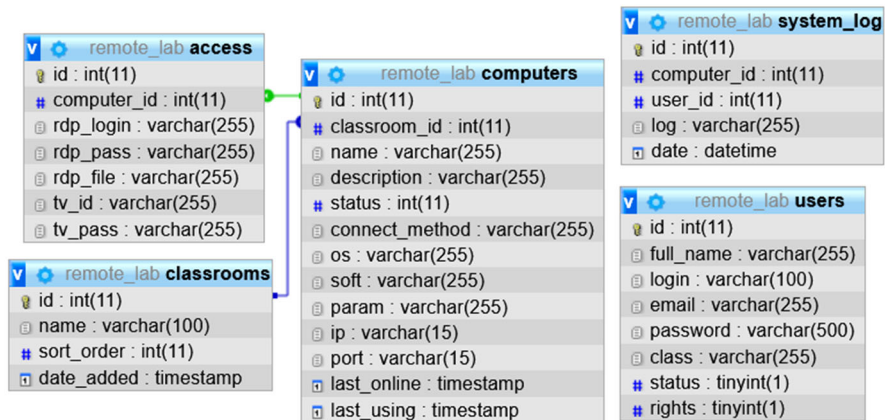 remote_lab access
id : int(11)
computer_id : int(11)
rdp_login : varchar(255)
rdp_pass : varchar(255)
rdp_file : varchar(255)
tv_id : varchar(255)
tv_pass : varchar(255)
remote_lab classrooms
id : int(11)
name : varchar(100)
sort_order : int(11)
date_added : timestamp
remote_lab computers
id : int(11)
classroom_id : int(11)
name : varchar(255)
description : varchar(255)
status : int(11)
connect_method : varchar(255)
os : varchar(255)
soft : varchar(255)
param : varchar(255)
ip : varchar(15)
port : varchar(15)
last_online : timestamp
last_using : timestamp
remote_lab system_log
id : int(11)
computer_id : int(11)
user_id : int(11)
log : varchar(255)
date : datetime
remote_lab users
id : int(11)
full_name : varchar(255)
login : varchar(100)
email : varchar(255)
password : varchar(500)
class : varchar(255)
status : tinyint(1)
rights : tinyint(1)